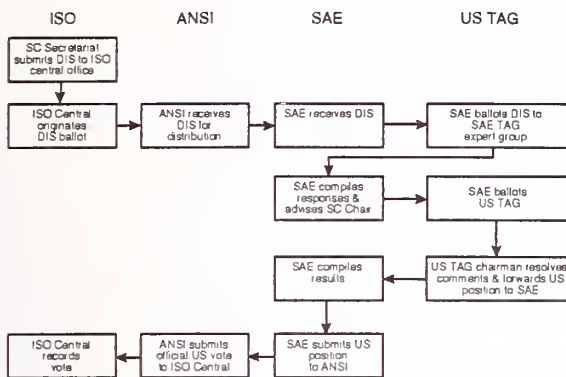 ISO ANSI SAE US TAG
SC Secretariat
submits DIS to ISO
central office
ISO Central
originates
DIS ballot
ANSI receives
DIS for
distribution
SAE receives DIS
SAE ballots DIS to
SAE TAG
expert group
SAE compiles
responses &
advises SC Chair
SAE ballots
US TAG
SAE compiles
results
US TAG chairman resolves
comments & forwards US
position to SAE
ISO Central
records
vote
ANSI submits
official US vote
to ISO Central
SAE submits US
position
to ANSI